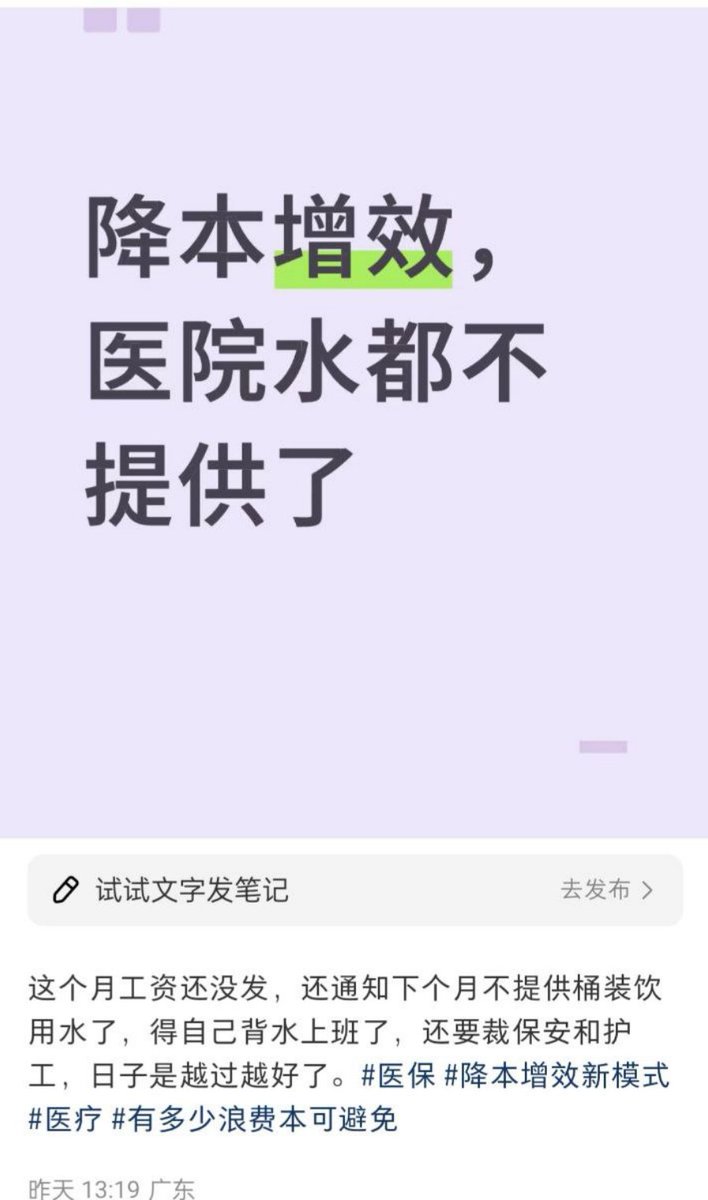 降本增效，
医院水都不
提供了
试试文字发笔记 去发布
这个月工资还没发，还通知下个月不提供桶装饮
用水了，得自己背水上班了，还要裁保安和护
工，日子是越过越好了。#医保 #降本增效新模式
#医疗 #有多少浪费本可避免
昨天 13:19 广东